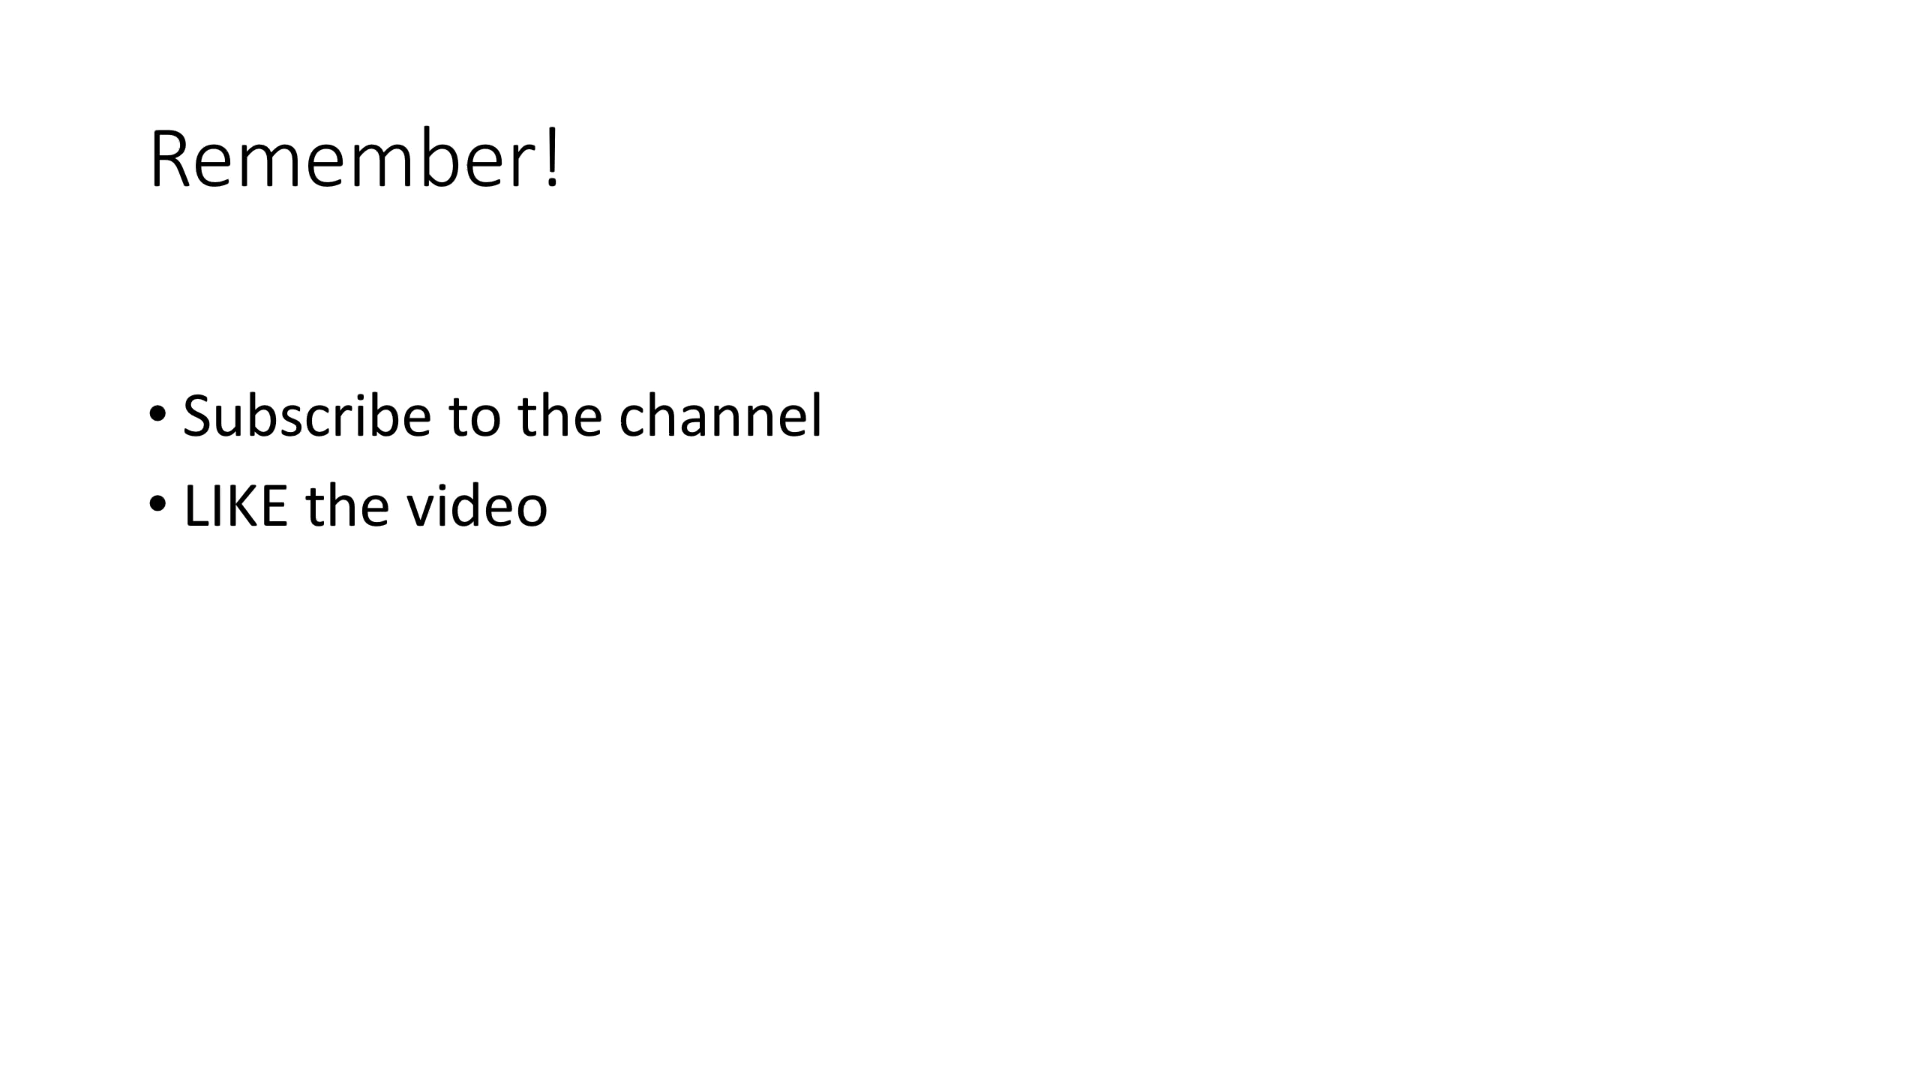 Remember!
• Subscribe to the channel
• LIKE the video